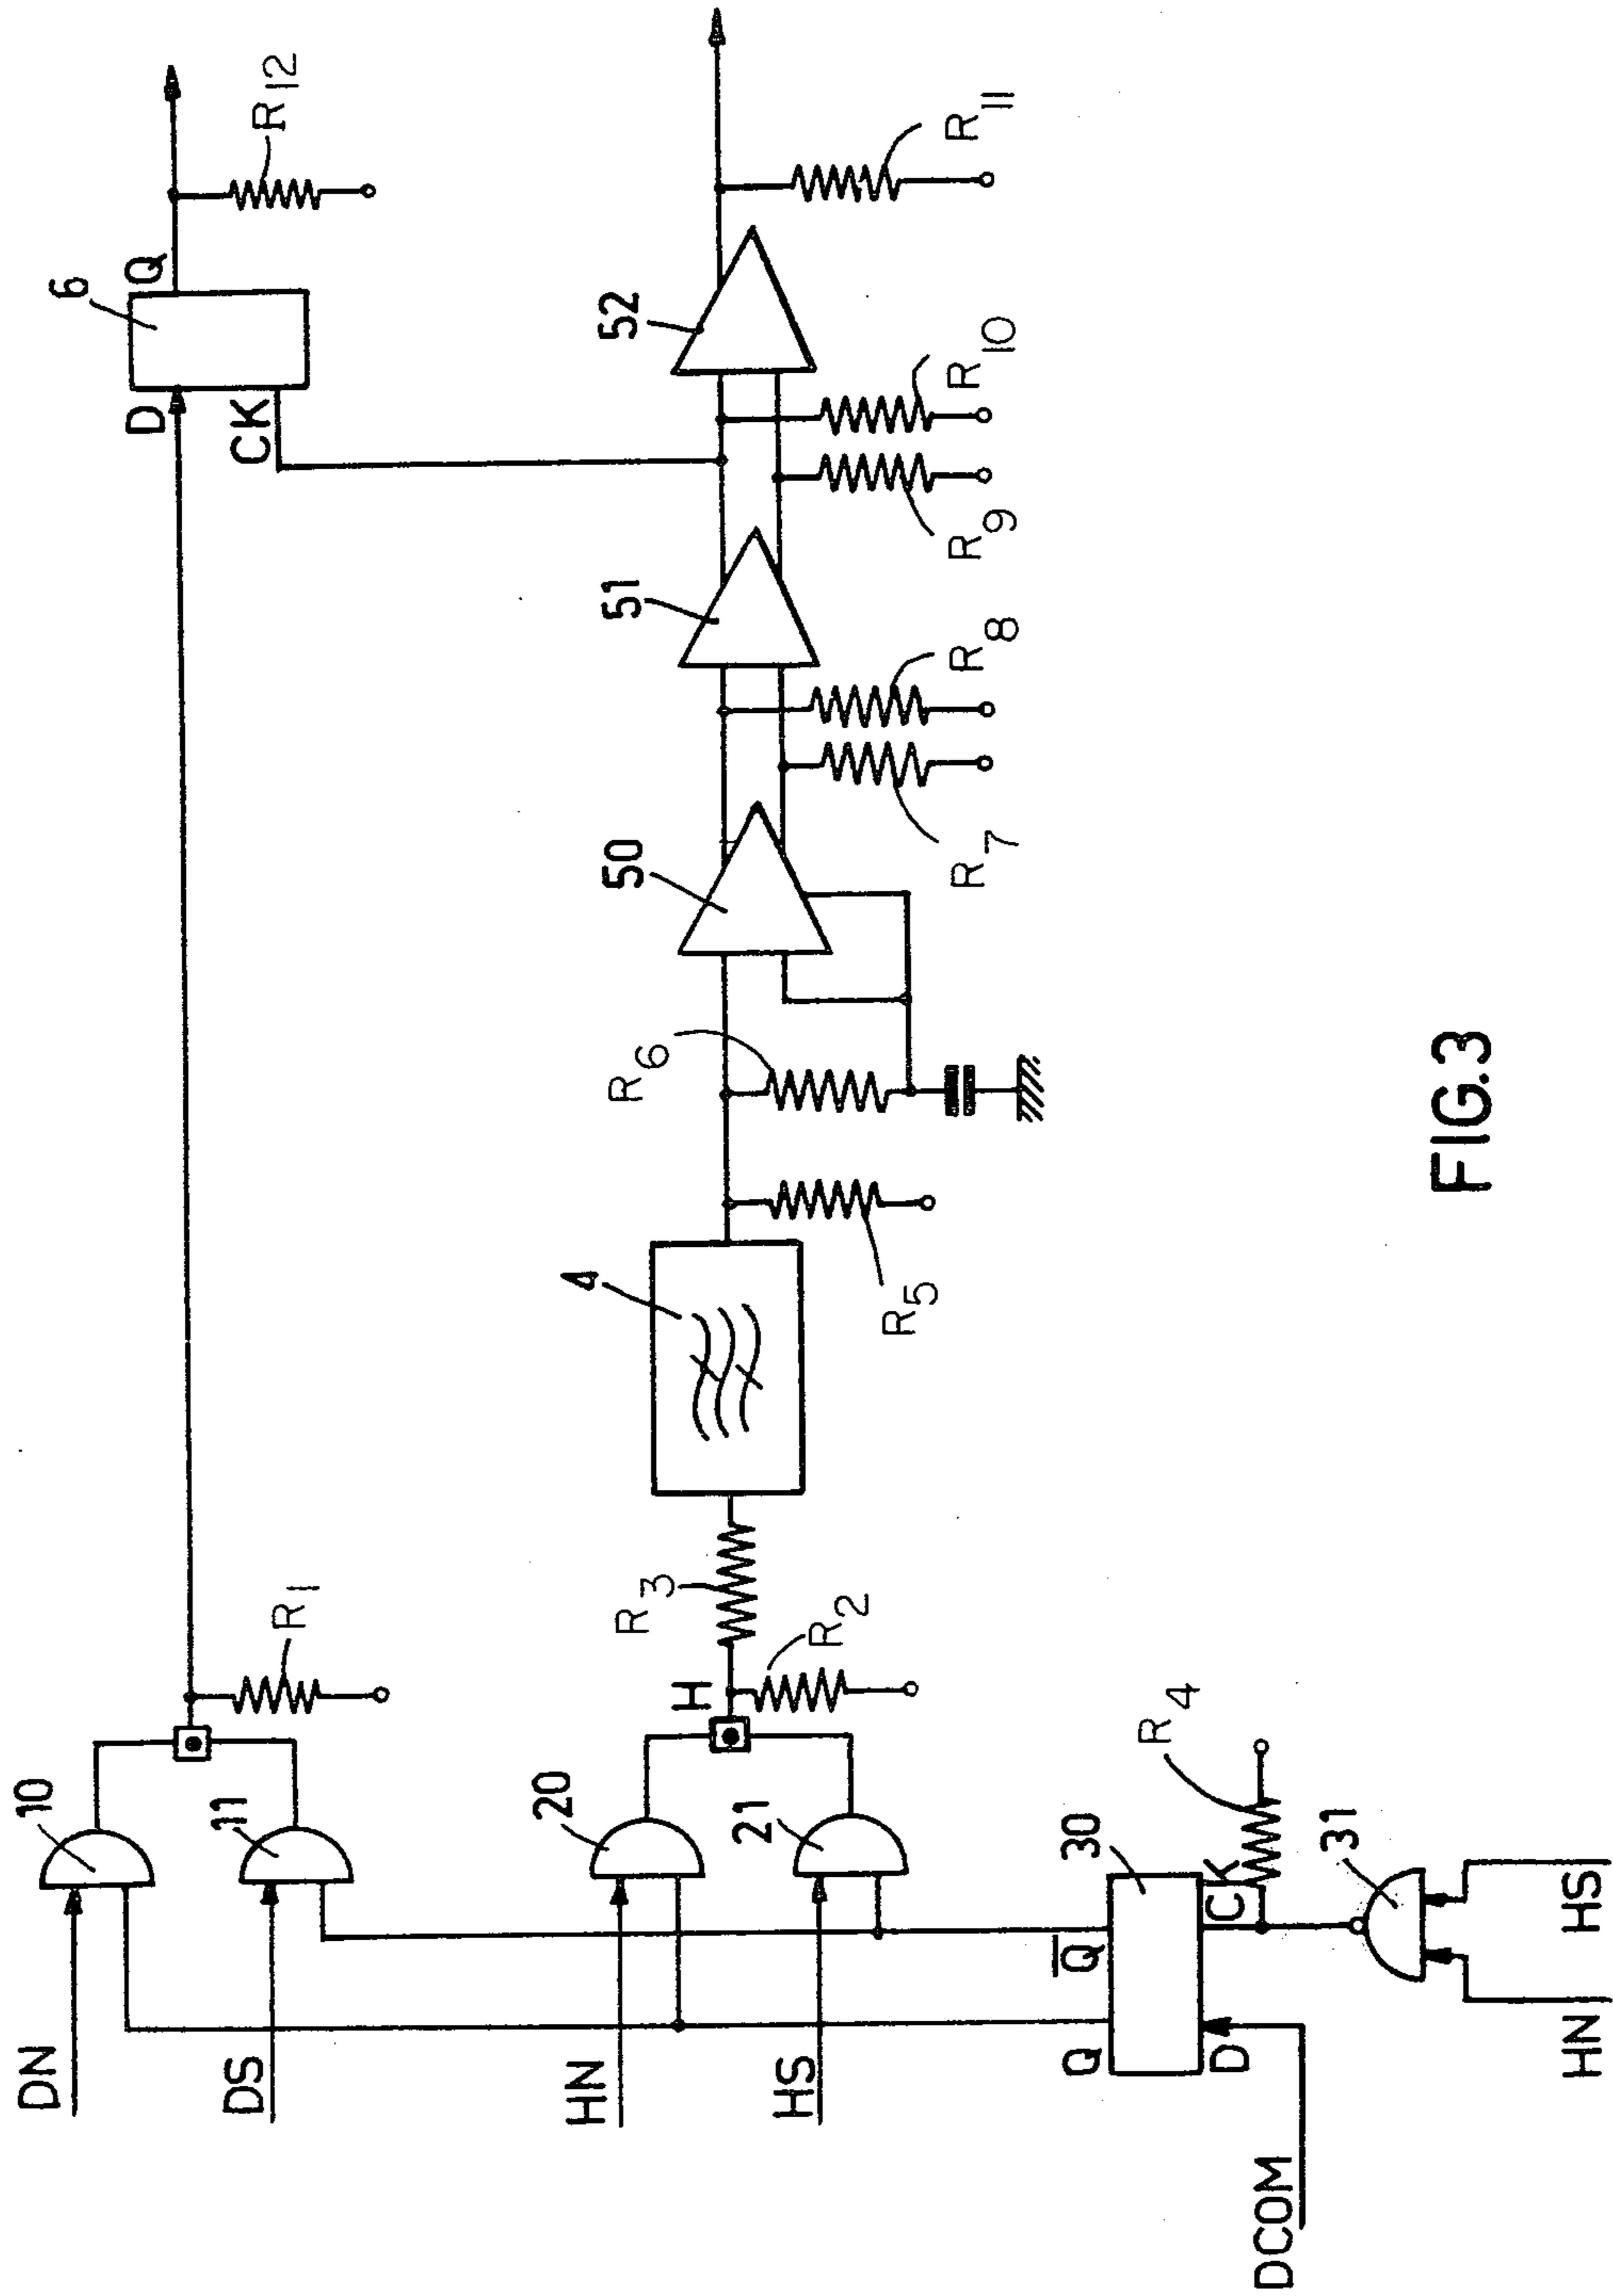 DN
10
DS
11
R1
D
6
Q
CK
R12
HN
20
HS
21
H
R2
R3
4
R5
R6
50
R7
R8
51
R9
R10
52
R11
Q
Q̅
30
D
CK
R4
DCOM
31
HN
HS
FIG.3